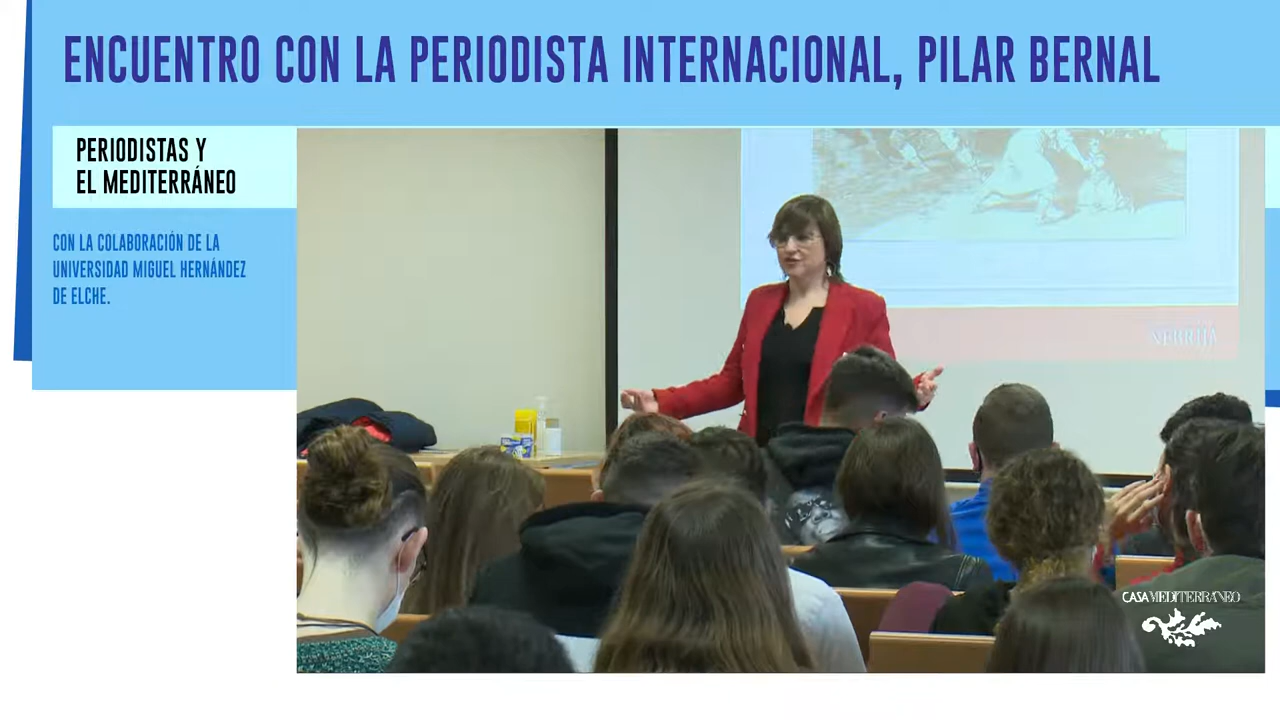 ENCUENTRO CON LA PERIODISTA INTERNACIONAL, PILAR BERNAL
PERIODISTAS Y
EL MEDITERRÁNEO
CON LA COLABORACIÓN DE LA
UNIVERSIDAD MIGUEL HERNÁNDEZ
DE ELCHE.
NEBRIJA
CASA MEDITERRÁNEO